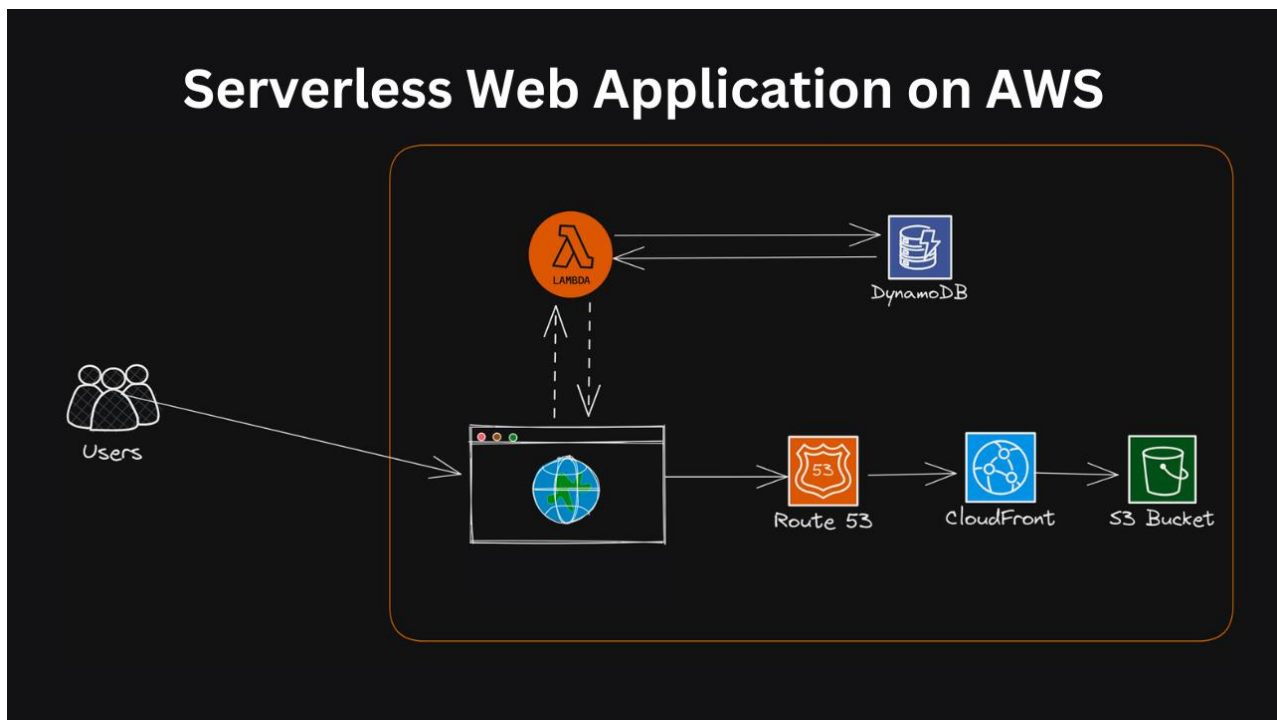 Serverless Web Application on AWS
LAMBDA
DynamoDB
Users
53
Route 53
CloudFront
S3 Bucket